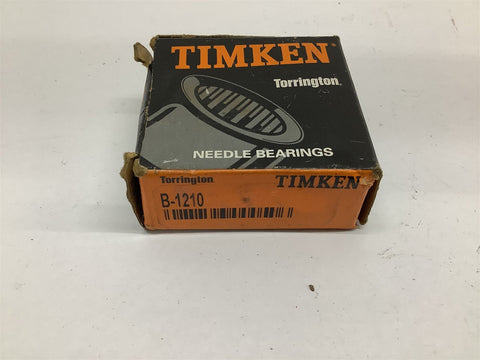 TIMKEN
Torrington
NEEDLE BEARINGS
Torrington
TIMKEN
B-1210